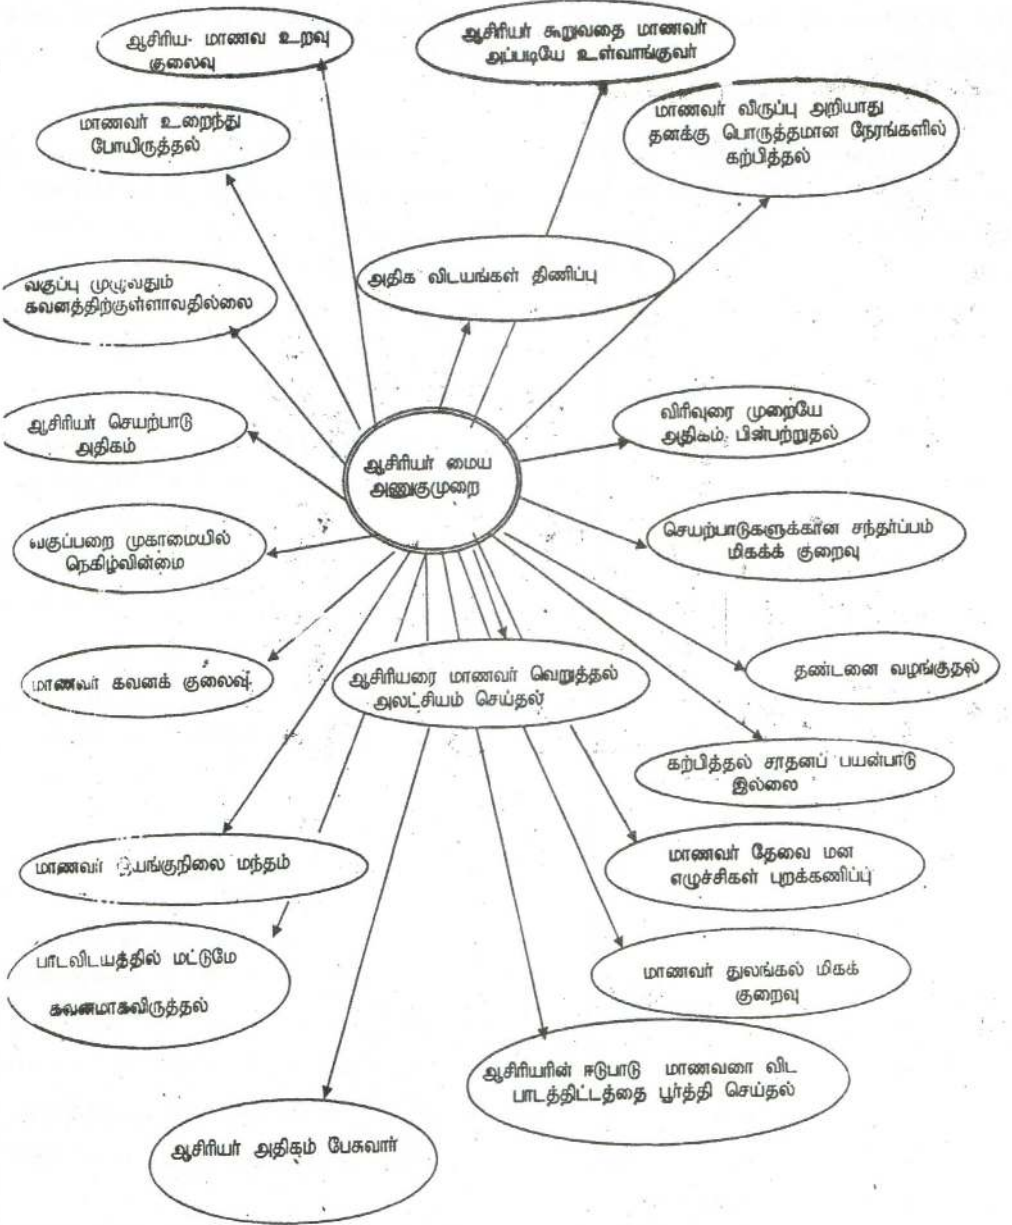 ஆசிரிய- மாணவ உறவு
குலைவு
ஆசிரியர் கூறுவதை மாணவர்
அப்படியே உள்வாங்குவர்
மாணவர் விருப்பு அறியாது
தனக்கு பொருத்தமான நேரங்களில்
கற்பித்தல்
மாணவர் உறைந்து
போயிருத்தல்
அதிக விடயங்கள் திணிப்பு
வகுப்பு முழுவதும்
கவனத்திற்குள்ளாவதில்லை
ஆசிரியர் செயற்பாடு
அதிகம்
விரிவுரை முறையே
அதிகம் பின்பற்றுதல்
ஆசிரியர் மைய
அணுகுமுறை
வகுப்பறை முகாமையில்
நெகிழ்வின்மை
செயற்பாடுகளுக்கான சந்தர்ப்பம்
மிகக்க் குறைவு
மாணவர் கவனக் குலைவு
ஆசிரியரை மாணவர் வெறுத்தல்
அலட்சியம் செய்தல்
தண்டனை வழங்குதல்
கற்பித்தல் சாதனப் பயன்பாடு
இல்லை
மாணவர் இயங்குநிலை மந்தம்
மாணவர் தேவை மன
எழுச்சிகள் புறக்கணிப்பு
பாடவிடயத்தில் மட்டுமே
கவனமாகவிருத்தல்
மாணவர் துலங்கல் மிகக்
குறைவு
ஆசிரியரின் ஈடுபாடு மாணவரை விட
பாடத்திட்டத்தை பூர்த்தி செய்தல்
ஆசிரியர் அதிகம் பேசுவார்